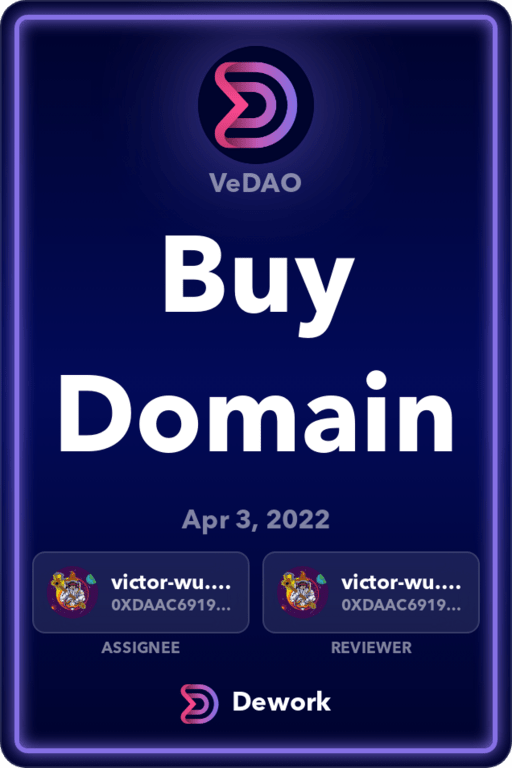 VeDAO
Buy
Domain
Apr 3, 2022
victor-wu.... victor-wu....
0XDAAC6919... 0XDAAC6919...
ASSIGNEE REVIEWER
Dework